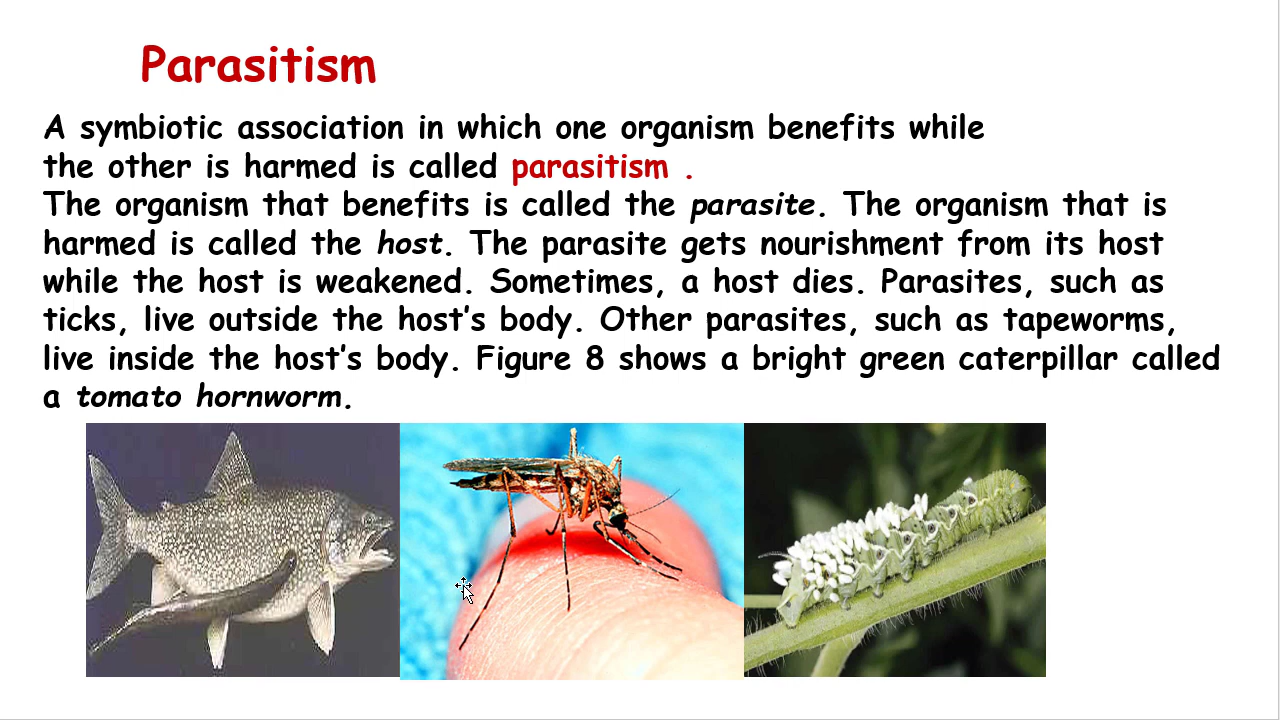 Parasitism
A symbiotic association in which one organism benefits while
the other is harmed is called parasitism .
The organism that benefits is called the parasite. The organism that is
harmed is called the host. The parasite gets nourishment from its host
while the host is weakened. Sometimes, a host dies. Parasites, such as
ticks, live outside the host’s body. Other parasites, such as tapeworms,
live inside the host’s body. Figure 8 shows a bright green caterpillar called
a tomato hornworm.